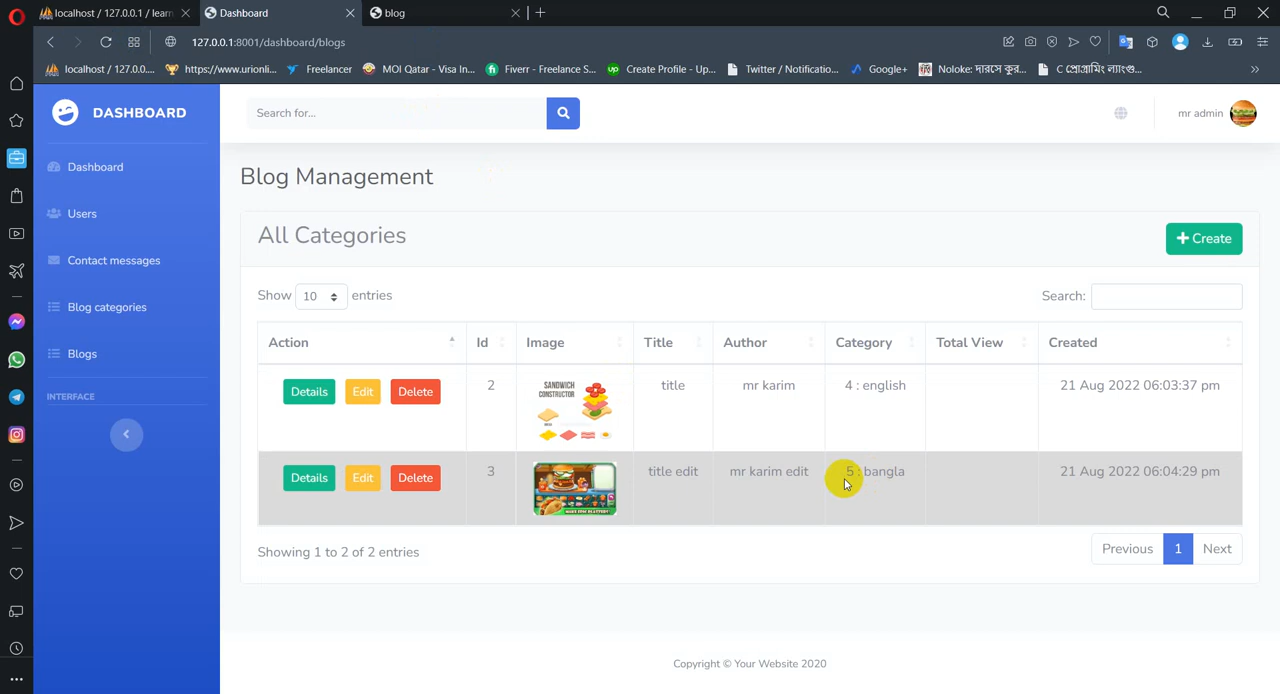 localhost / 127.0.0.1 / learn
Dashboard
blog
127.0.0.1:8001/dashboard/blogs
localhost / 127.0.0....
https://www.urionli...
Freelancer
MOI Qatar - Visa In...
Fiverr - Freelance S...
Create Profile - Up...
Twitter / Notificatio...
Google+
Noloke: দারসে কুর...
C প্রোগ্রামিং ল্যাংগু...
DASHBOARD
Search for...
mr admin
Dashboard
Users
Contact messages
Blog categories
Blogs
INTERFACE
Blog Management
All Categories
Create
Show 10 entries
Search:
Action Id Image Title Author Category Total View Created
Details Edit Delete 2 title mr karim 4 : english 21 Aug 2022 06:03:37 pm
SANDWICH
CONSTRUCTOR
Details Edit Delete 3 title edit mr karim edit 5 : bangla 21 Aug 2022 06:04:29 pm
Showing 1 to 2 of 2 entries
Previous 1 Next
Copyright © Your Website 2020